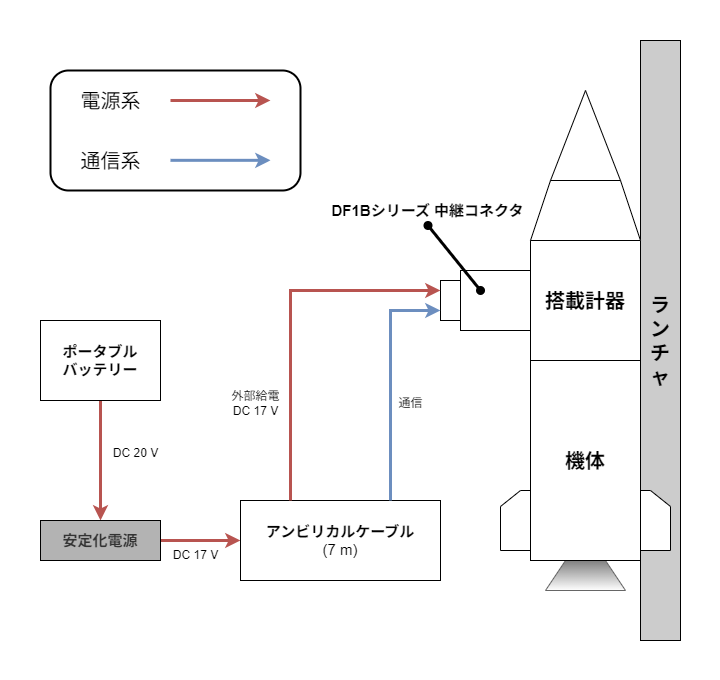 電源系
通信系
DF1Bシリーズ 中継コネクタ
搭載計器
ランチャ
ポータブル
バッテリー
外部給電
DC 17 V
通信
DC 20 V
機体
アンビリカルケーブル
(7 m)
安定化電源
DC 17 V